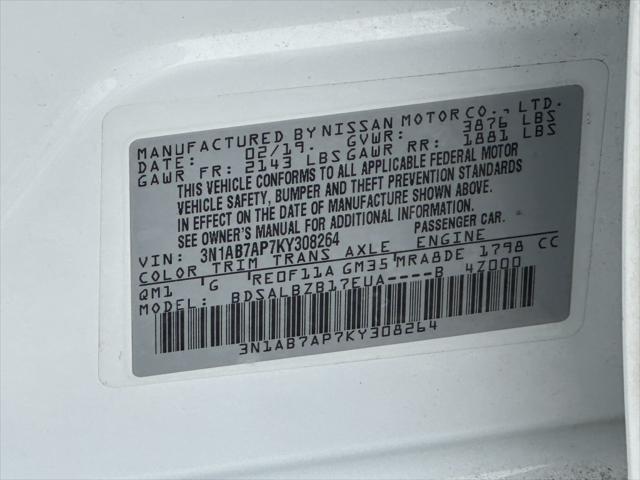 MANUFACTURED BY NISSAN MOTOR CO., LTD.
DATE: 02/19. GVWR: 3876 LBS
GAWR FR: 2143 LBS GAWR RR: 1881 LBS
THIS VEHICLE CONFORMS TO ALL APPLICABLE FEDERAL MOTOR
VEHICLE SAFETY, BUMPER AND THEFT PREVENTION STANDARDS
IN EFFECT ON THE DATE OF MANUFACTURE SHOWN ABOVE.
SEE OWNER'S MANUAL FOR ADDITIONAL INFORMATION.
VIN: 3N1AB7AP7KY308264 PASSENGER CAR.
COLOR TRIM TRANS AXLE ENGINE
QM1 G RE0F11A GM35 MRA8DE 1798 CC
MODEL: BDSALBZB17EUA----B 4Z000
3N1AB7AP7KY308264